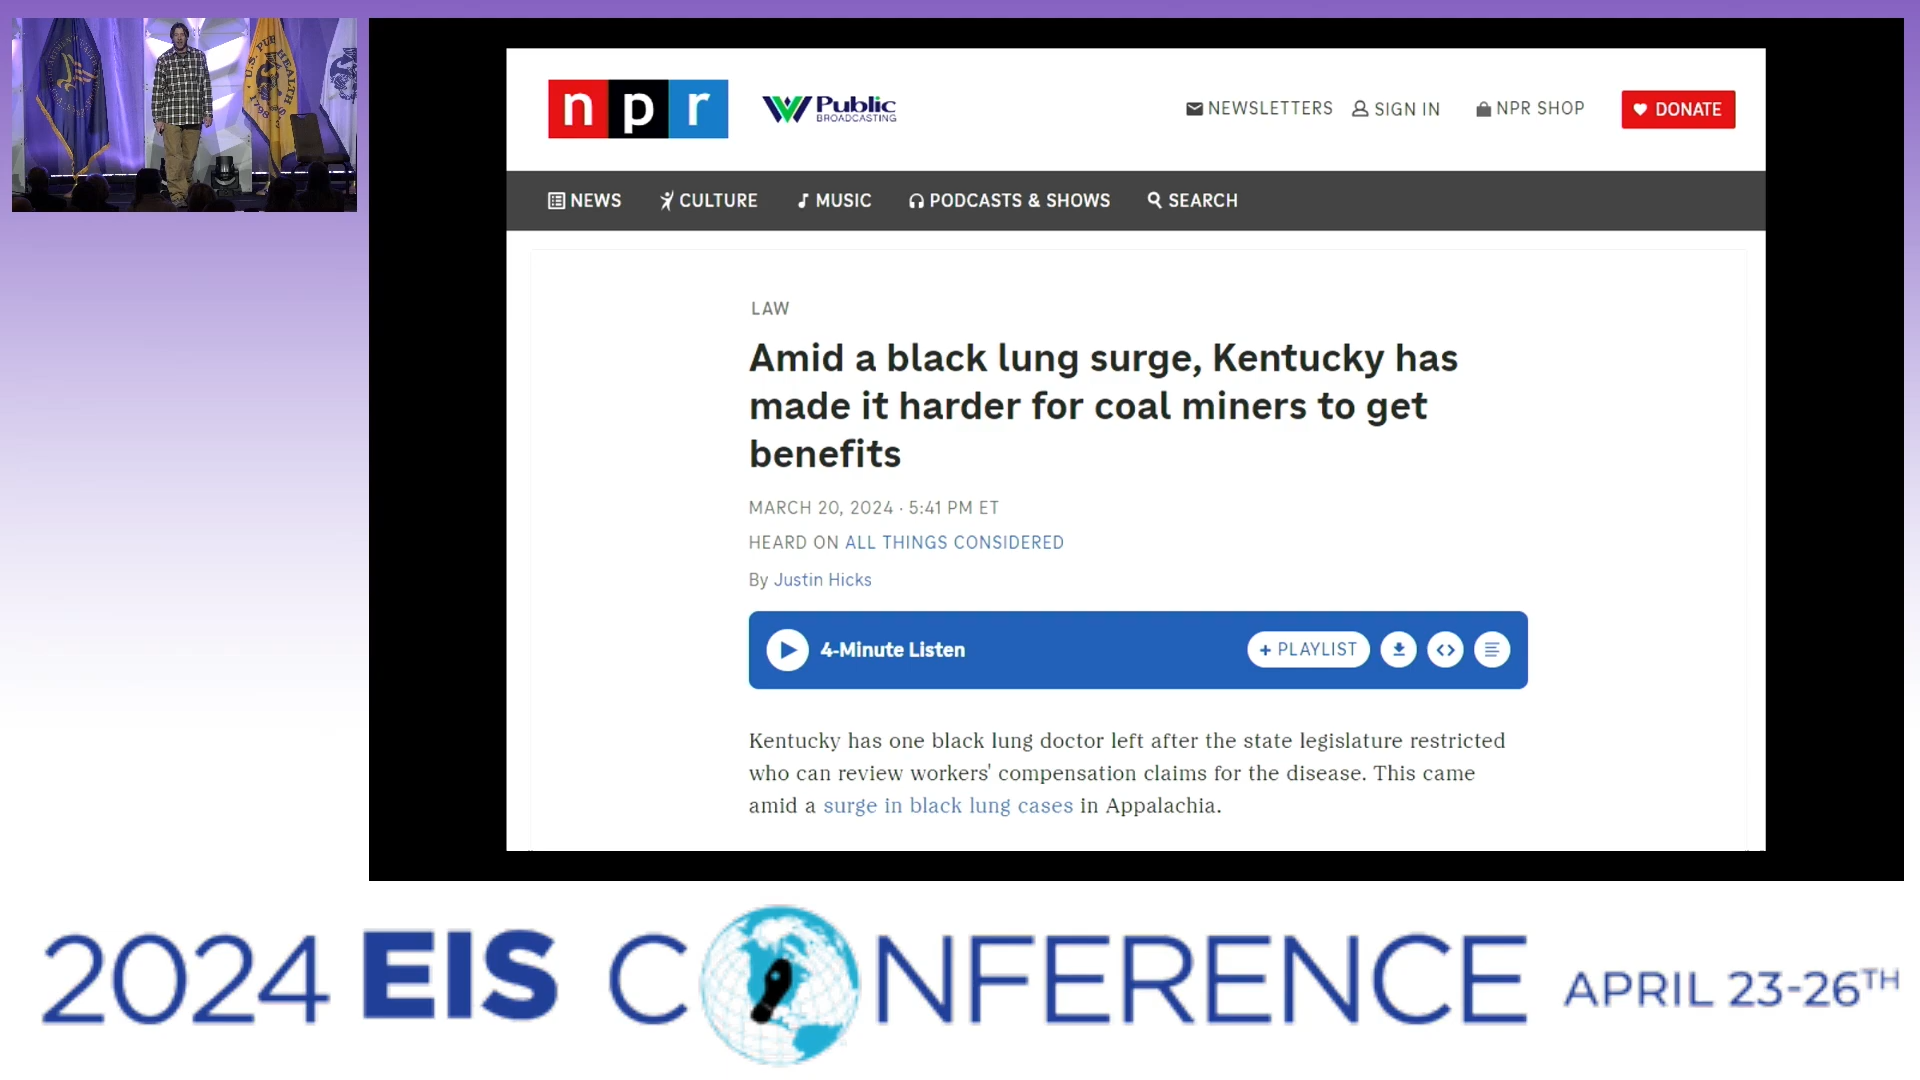 U.S. PUBLIC HEALTH
1798
npr
Public
BROADCASTING
NEWSLETTERS
SIGN IN
NPR SHOP
DONATE
NEWS
CULTURE
MUSIC
PODCASTS & SHOWS
SEARCH
LAW
Amid a black lung surge, Kentucky has
made it harder for coal miners to get
benefits
MARCH 20, 2024 · 5:41 PM ET
HEARD ON ALL THINGS CONSIDERED
By Justin Hicks
4-Minute Listen
+ PLAYLIST
Kentucky has one black lung doctor left after the state legislature restricted
who can review workers' compensation claims for the disease. This came
amid a surge in black lung cases in Appalachia.
2024 EIS CONFERENCE APRIL 23-26TH